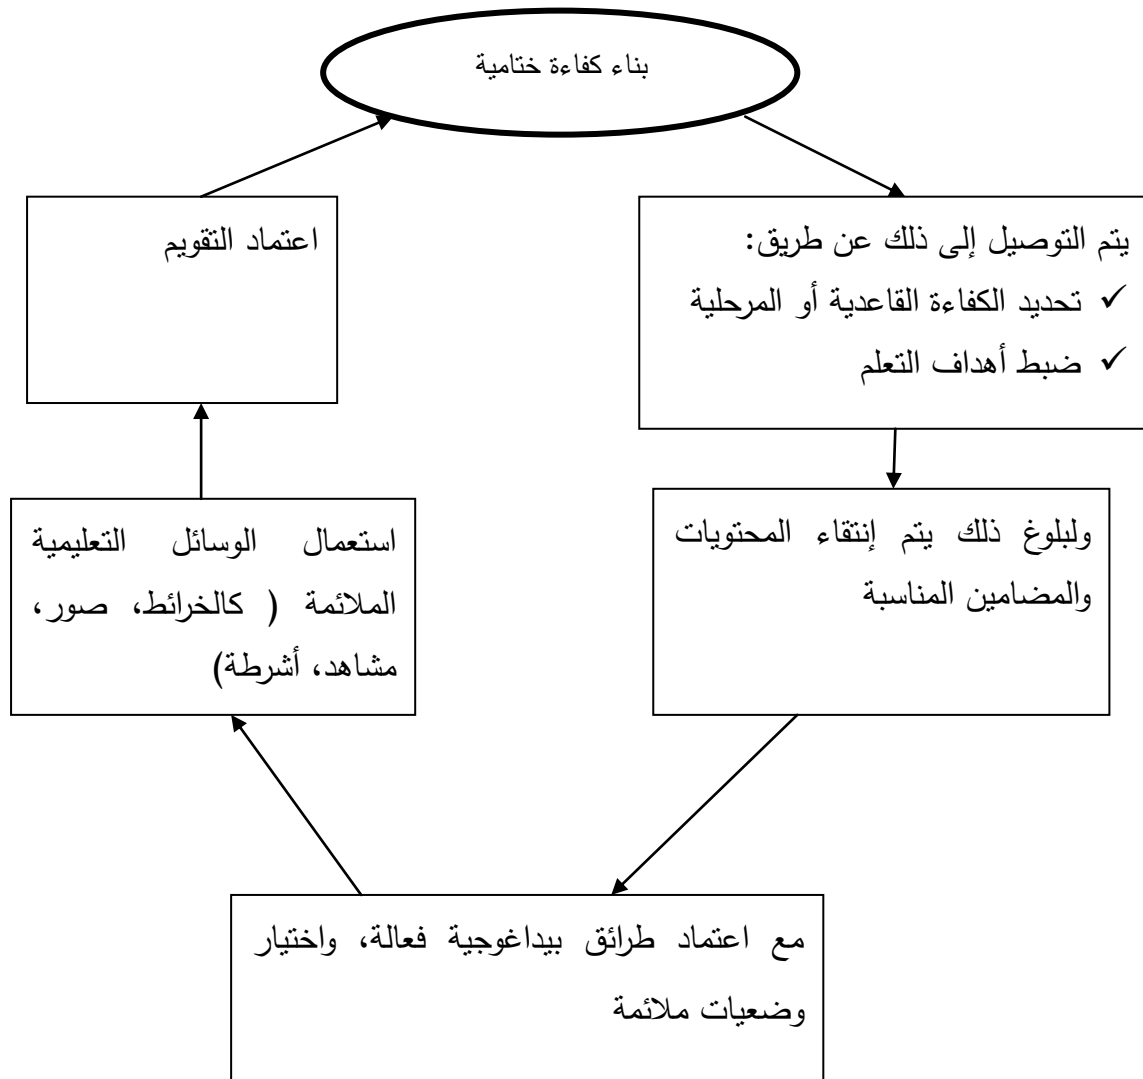 بناء كفاءة ختامية
يتم التوصيل إلى ذلك عن طريق:
✓ تحديد الكفاءة القاعدية أو المرحلية
✓ ضبط أهداف التعلم
ولبلوغ ذلك يتم إنتقاء المحتويات
والمضامين المناسبة
مع اعتماد طرائق بيداغوجية فعالة، واختيار
وضعيات ملائمة
استعمال الوسائل التعليمية
الملائمة ( كالخرائط، صور،
مشاهد، أشرطة)
اعتماد التقويم